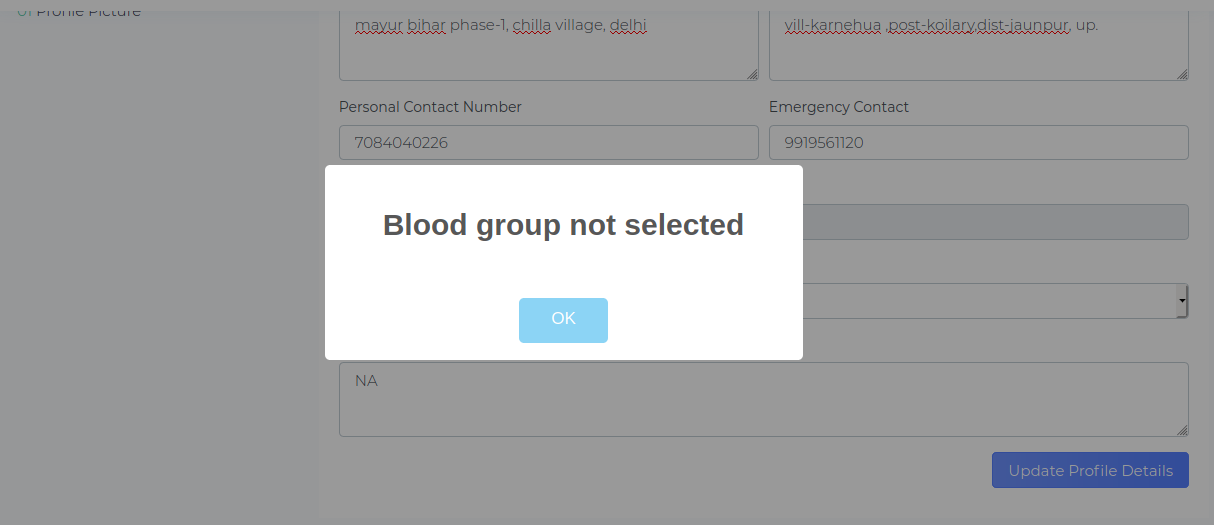 01 Profile Picture
mayur bihar phase-1, chilla village, delhi
vill-karnehua ,post-koilary,dist-jaunpur, up.
Personal Contact Number
Emergency Contact
7084040226
9919561120
Blood group not selected
OK
NA
Update Profile Details